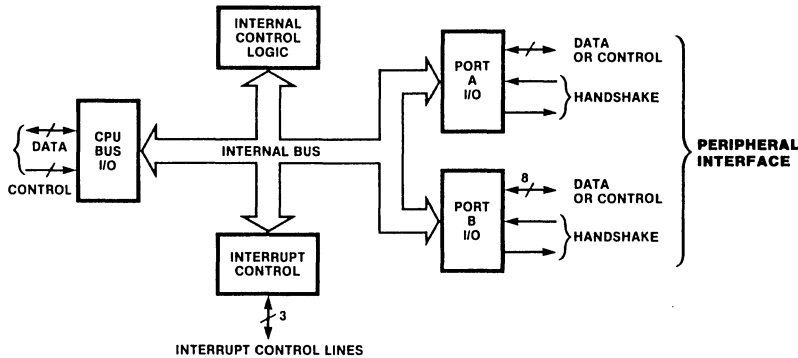 INTERNAL
CONTROL
LOGIC
PORT
A
I/O
DATA
OR CONTROL
HANDSHAKE
CPU
BUS
I/O
DATA
CONTROL
INTERNAL BUS
PERIPHERAL
INTERFACE
PORT
B
I/O
8
DATA
OR CONTROL
HANDSHAKE
INTERRUPT
CONTROL
3
INTERRUPT CONTROL LINES